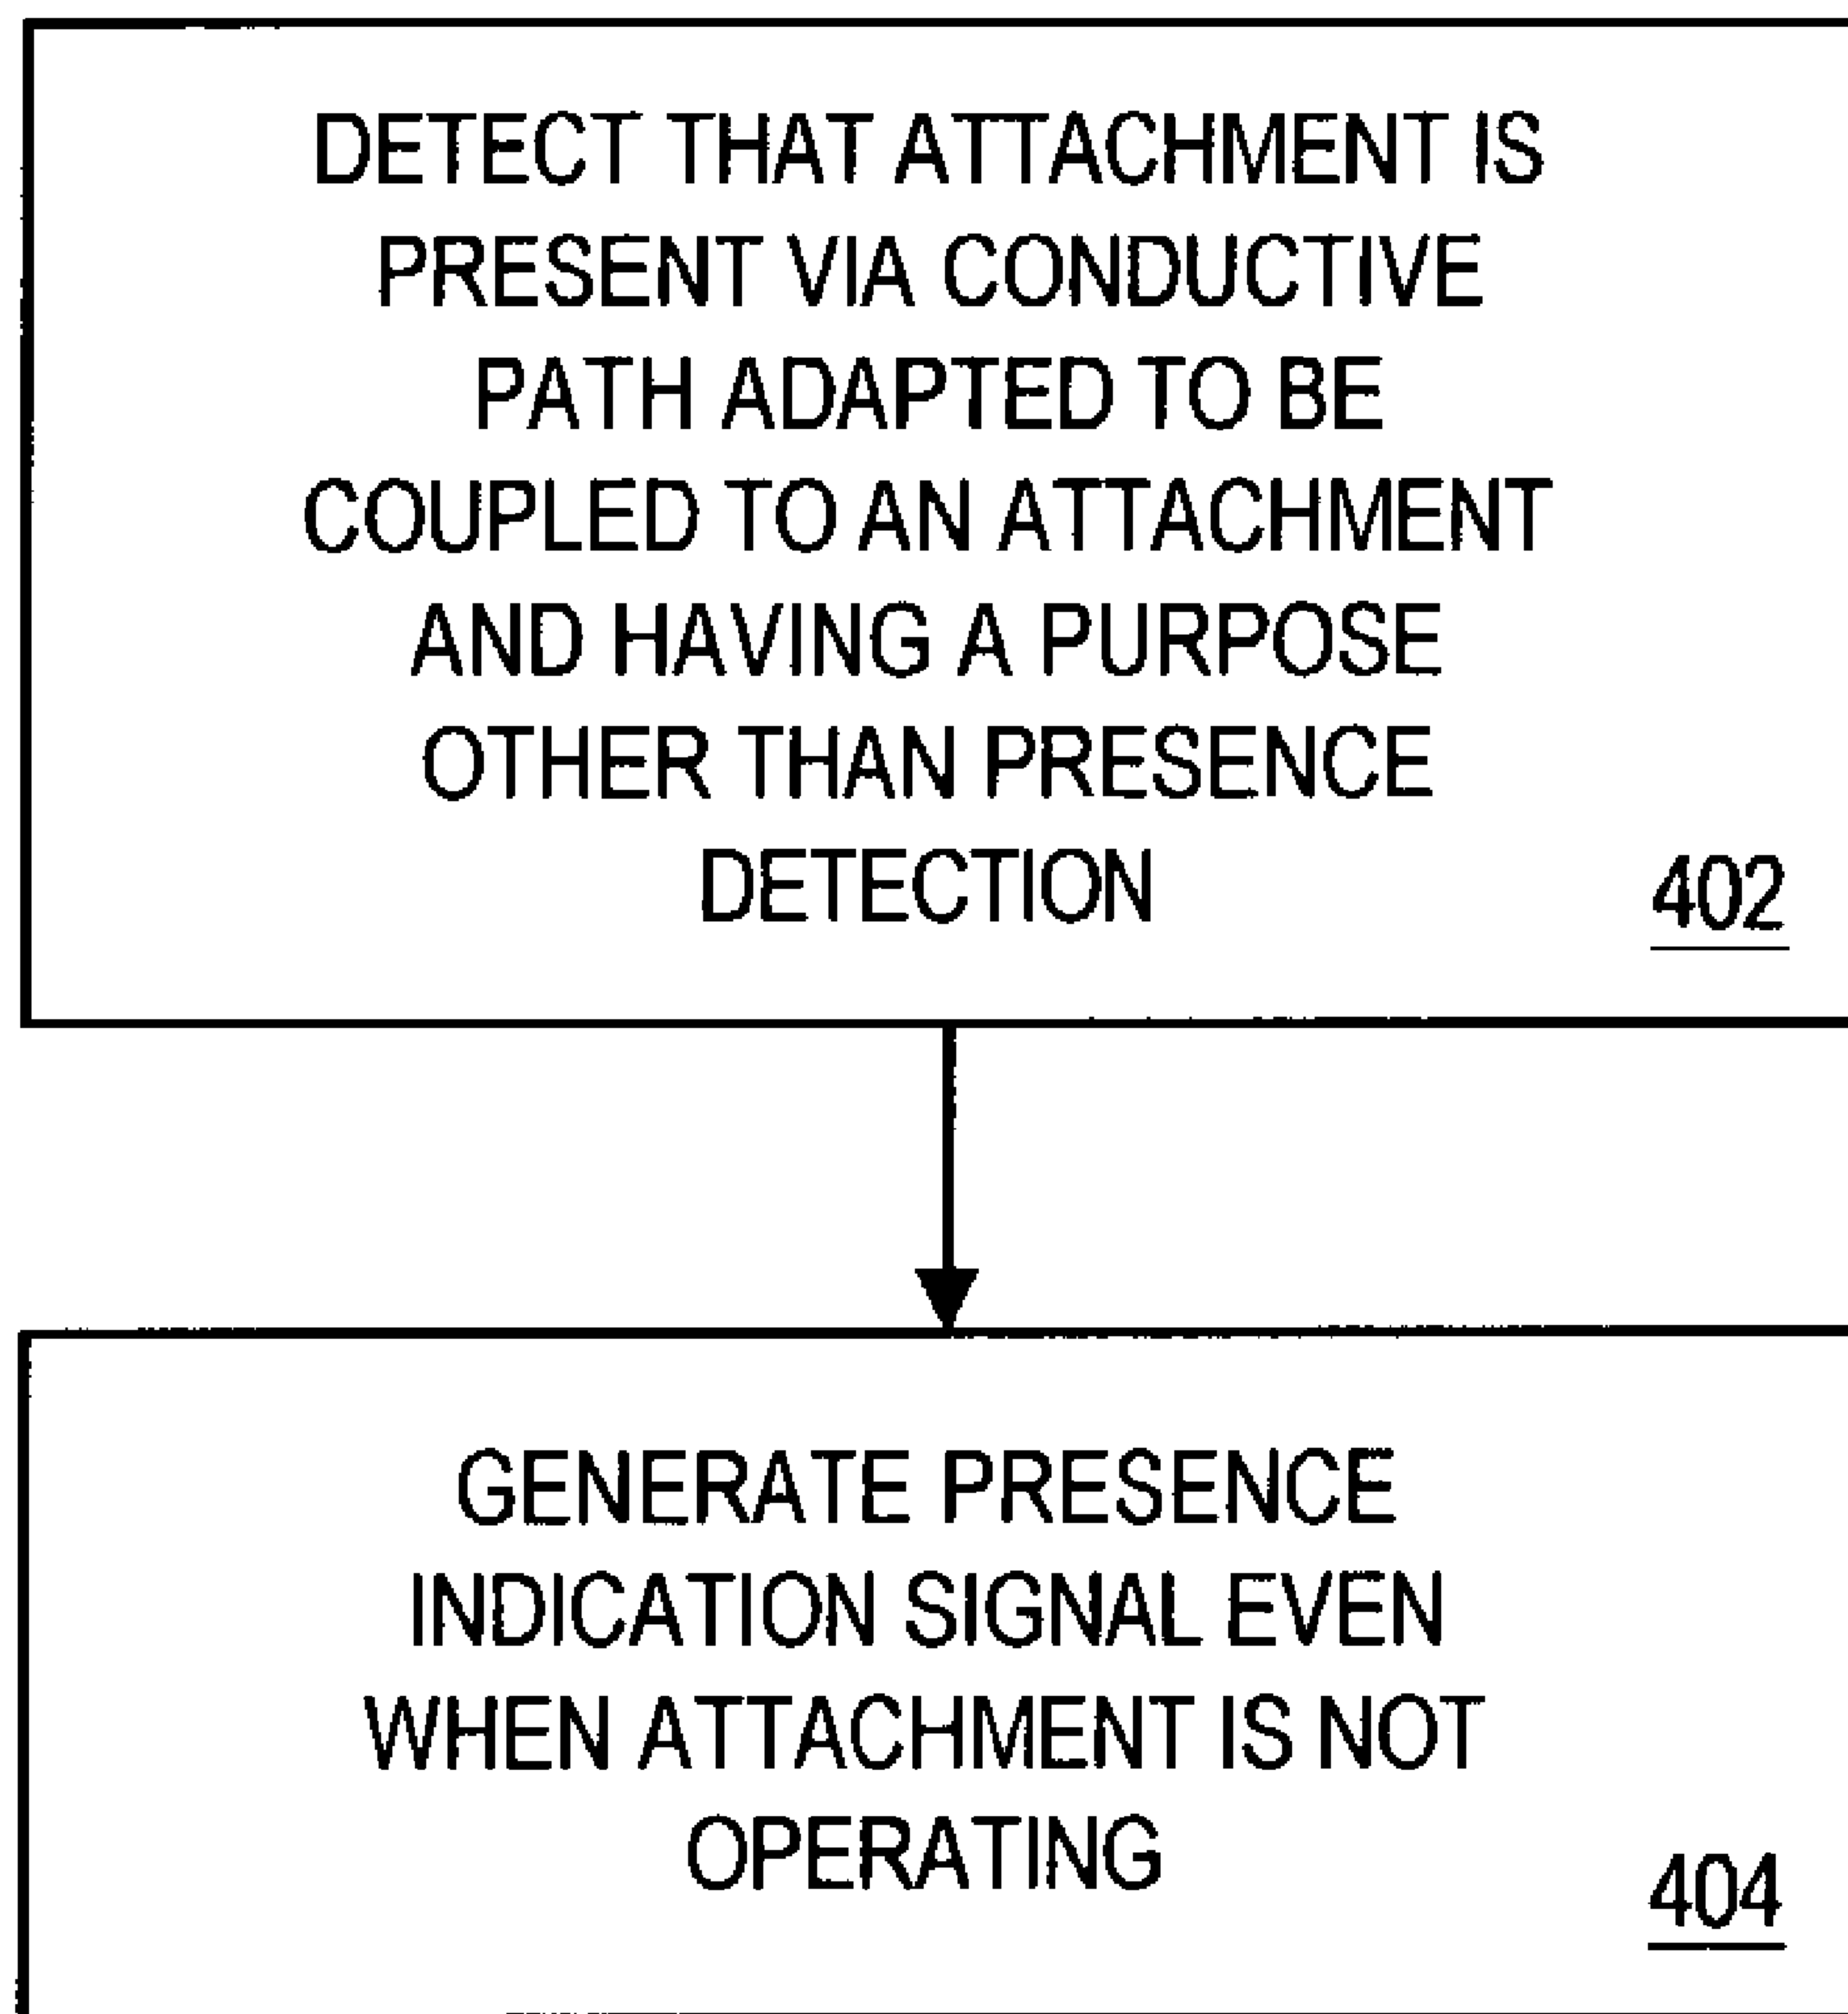 DETECT THAT ATTACHMENT IS
PRESENT VIA CONDUCTIVE
PATH ADAPTED TO BE
COUPLED TO AN ATTACHMENT
AND HAVING A PURPOSE
OTHER THAN PRESENCE
DETECTION
402
GENERATE PRESENCE
INDICATION SIGNAL EVEN
WHEN ATTACHMENT IS NOT
OPERATING
404